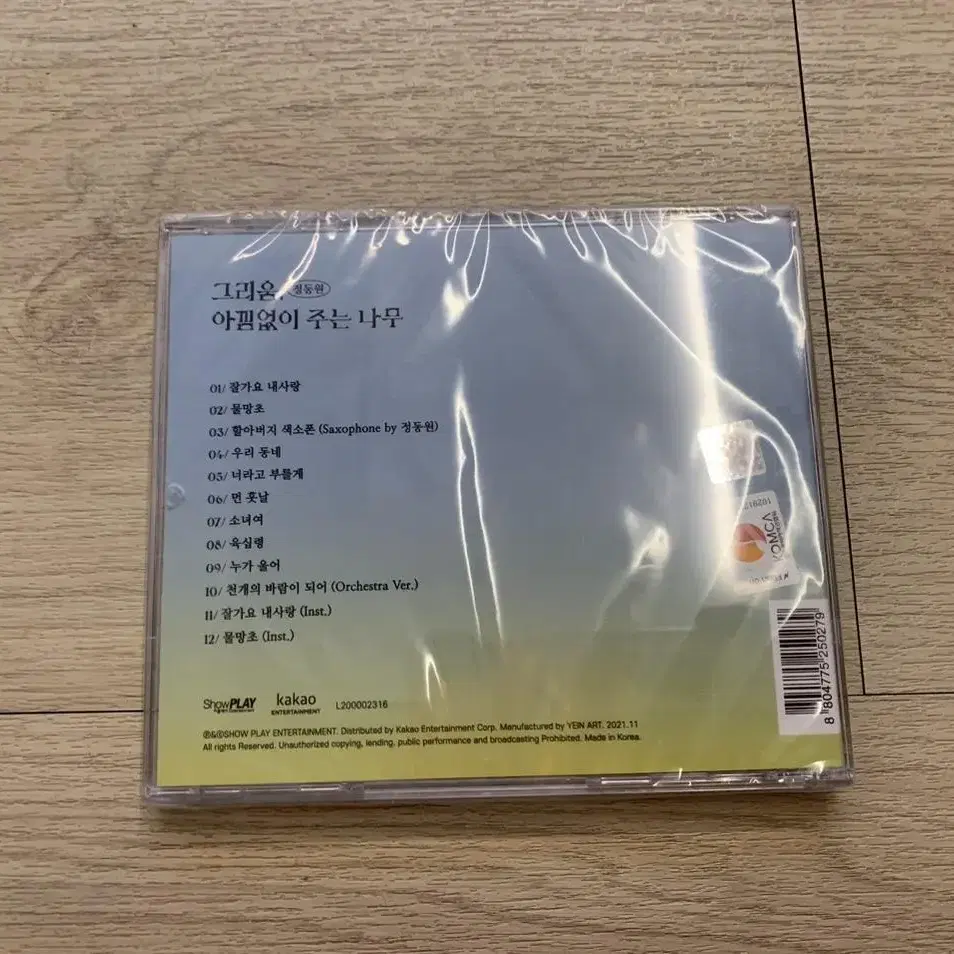 그리움, 정동원
아낌없이 주는 나무
01/ 잘가요 내사랑
02/ 물망초
03/ 할아버지 색소폰 (Saxophone by 정동원)
04/ 우리 동네
05/ 너라고 부를게
06/ 먼 훗날
07/ 소녀여
08/ 육십령
09/ 누가 울어
10/ 천개의 바람이 되어 (Orchestra Ver.)
11/ 잘가요 내사랑 (Inst.)
12/ 물망초 (Inst.)
ShowPLAY
kakao
ENTERTAINMENT
L200002316
℗&©SHOW PLAY ENTERTAINMENT. Distributed by Kakao Entertainment Corp. Manufactured by YEIN ART. 2021.11
All rights Reserved. Unauthorized copying, lending, public performance and broadcasting Prohibited. Made in Korea.
KOMCA
8 804775 250279